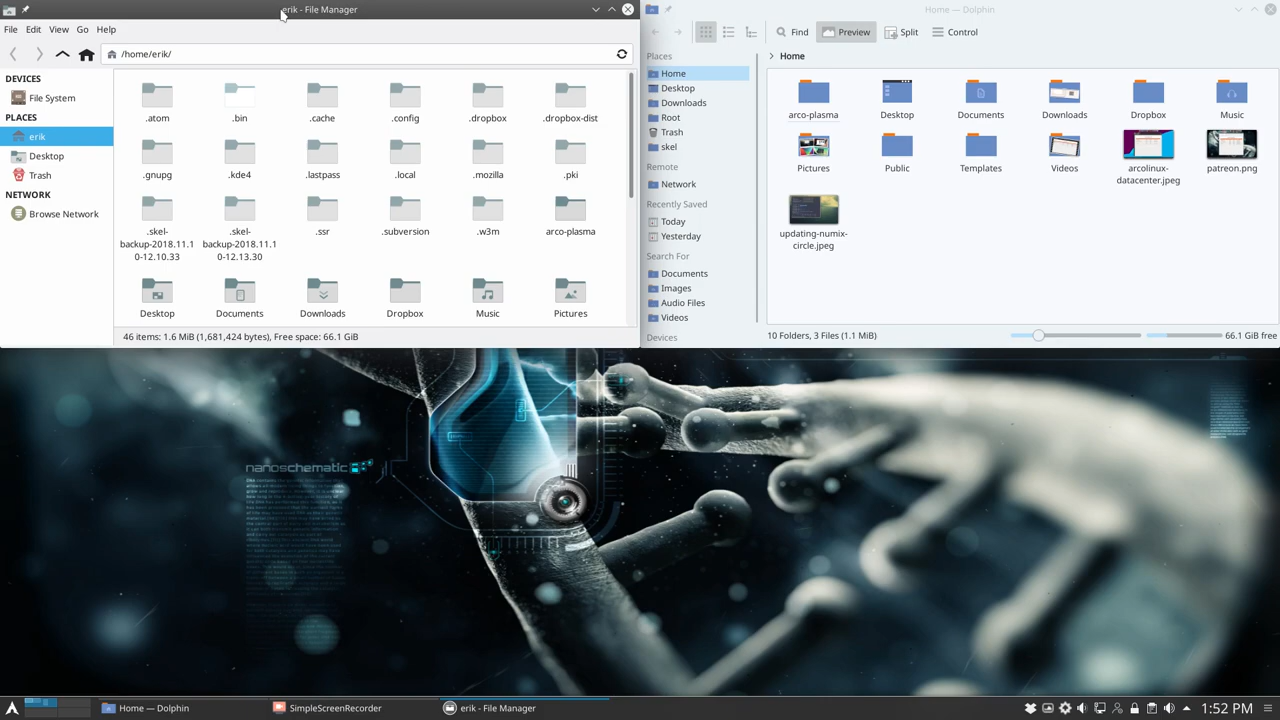 erik - File Manager
File Edit View Go Help
/home/erik/
DEVICES
File System
PLACES
erik
Desktop
Trash
NETWORK
Browse Network
.atom .bin .cache .config .dropbox .dropbox-dist
.gnupg .kde4 .lastpass .local .mozilla .pki
.skel-backup-2018.11.10-12.10.33 .skel-backup-2018.11.10-12.13.30 .ssr .subversion .w3m arco-plasma
Desktop Documents Downloads Dropbox Music Pictures
46 items: 1.6 MiB (1,681,424 bytes), Free space: 66.1 GiB
Home — Dolphin
Find Preview Split Control
Places
Home
Desktop
Downloads
Root
Trash
skel
Remote
Network
Recently Saved
Today
Yesterday
Search For
Documents
Images
Audio Files
Videos
Devices
Home
arco-plasma Desktop Documents Downloads Dropbox Music
Pictures Public Templates Videos arcolinux-datacenter.jpeg patreon.png
updating-numix-circle.jpeg
10 Folders, 3 Files (1.1 MiB)
66.1 GiB free
nanoschematic
Home — Dolphin SimpleScreenRecorder erik - File Manager
1:52 PM